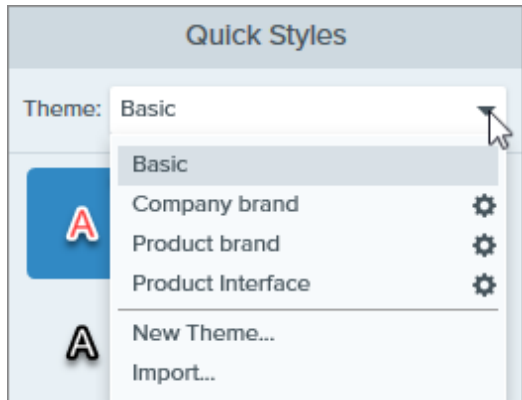 Quick Styles
Theme: Basic
Basic
Company brand
A
Product brand
Product Interface
A
New Theme...
Import...